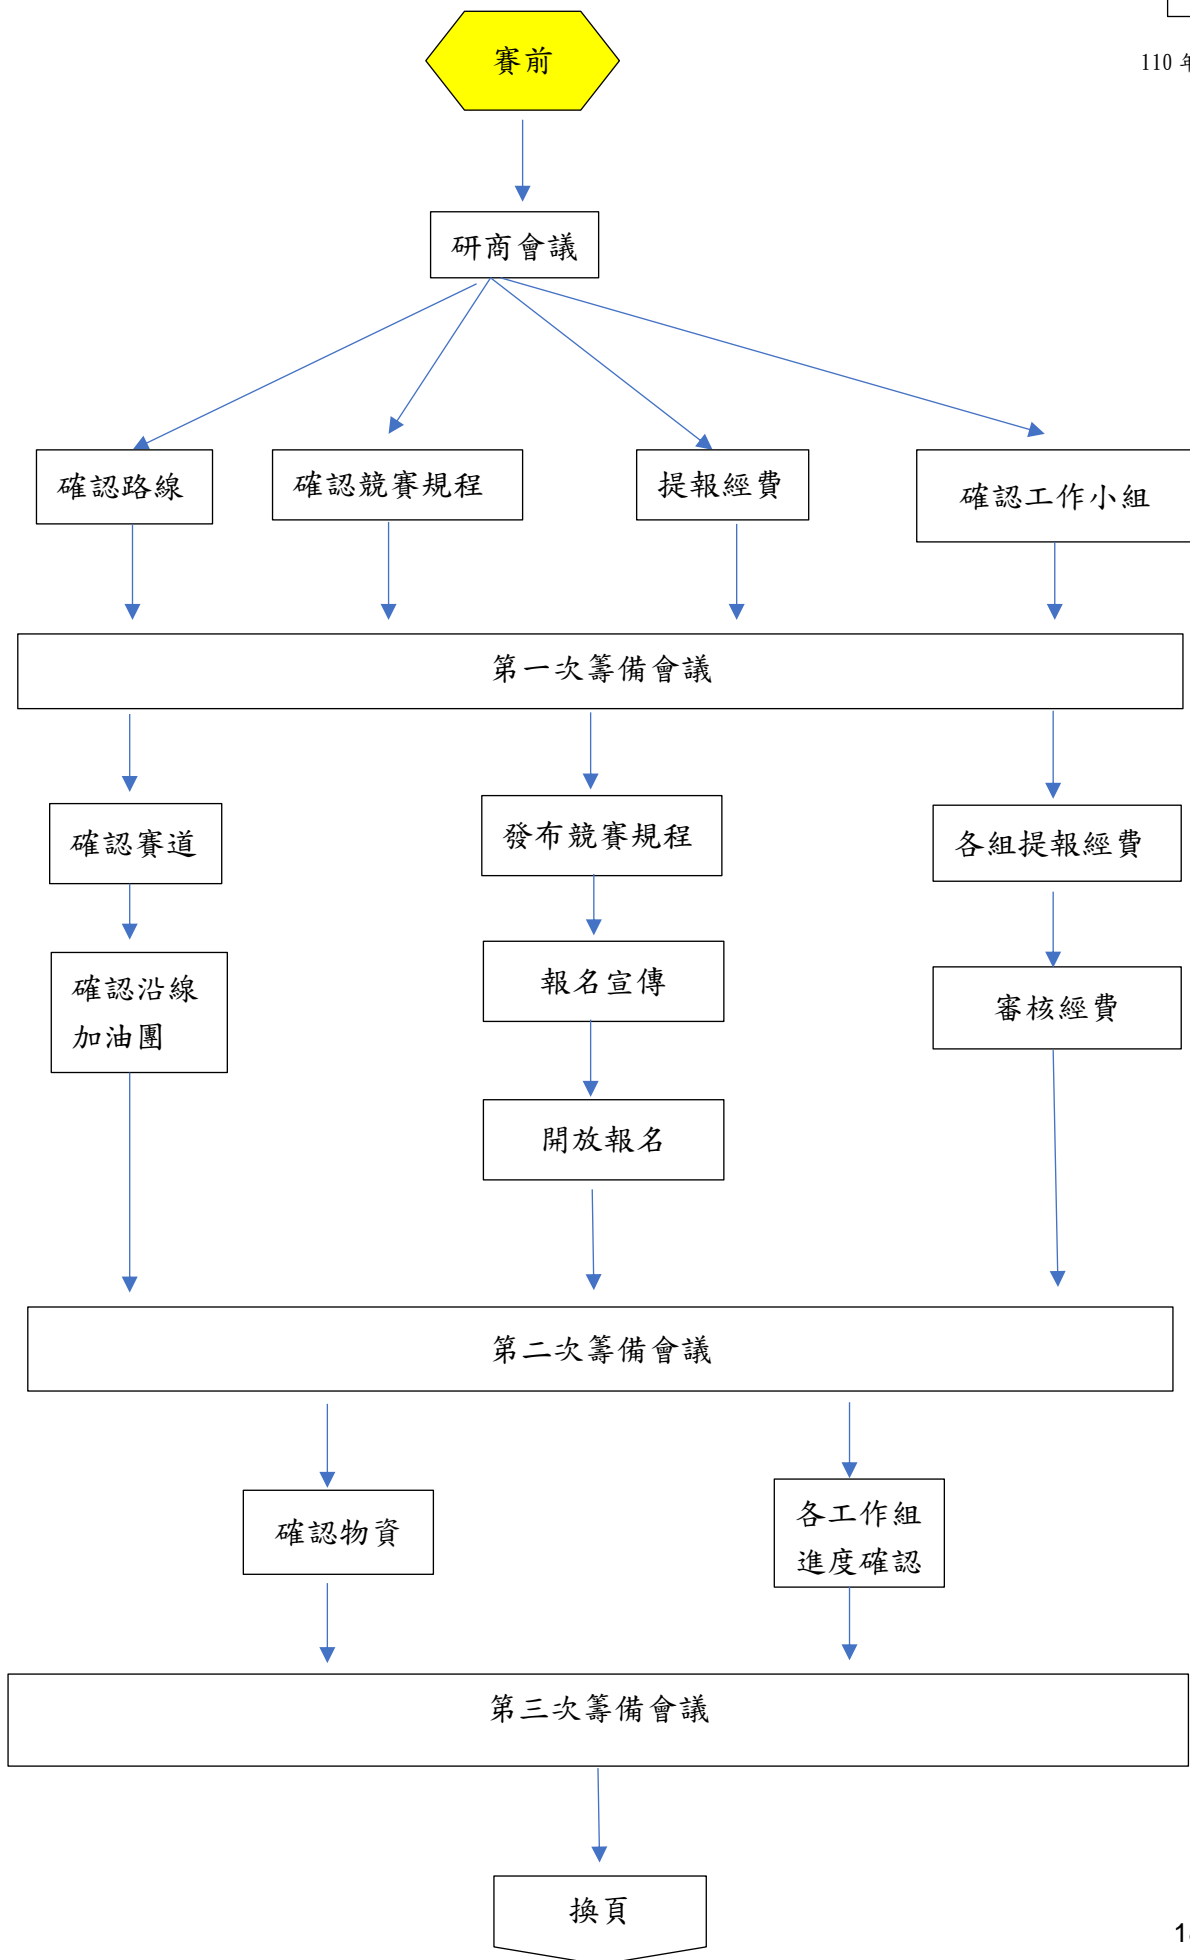 賽前
110 年
研商會議
確認路線
確認競賽規程
提報經費
確認工作小組
第一次籌備會議
確認賽道
發布競賽規程
各組提報經費
確認沿線
加油團
報名宣傳
審核經費
開放報名
第二次籌備會議
確認物資
各工作組
進度確認
第三次籌備會議
換頁